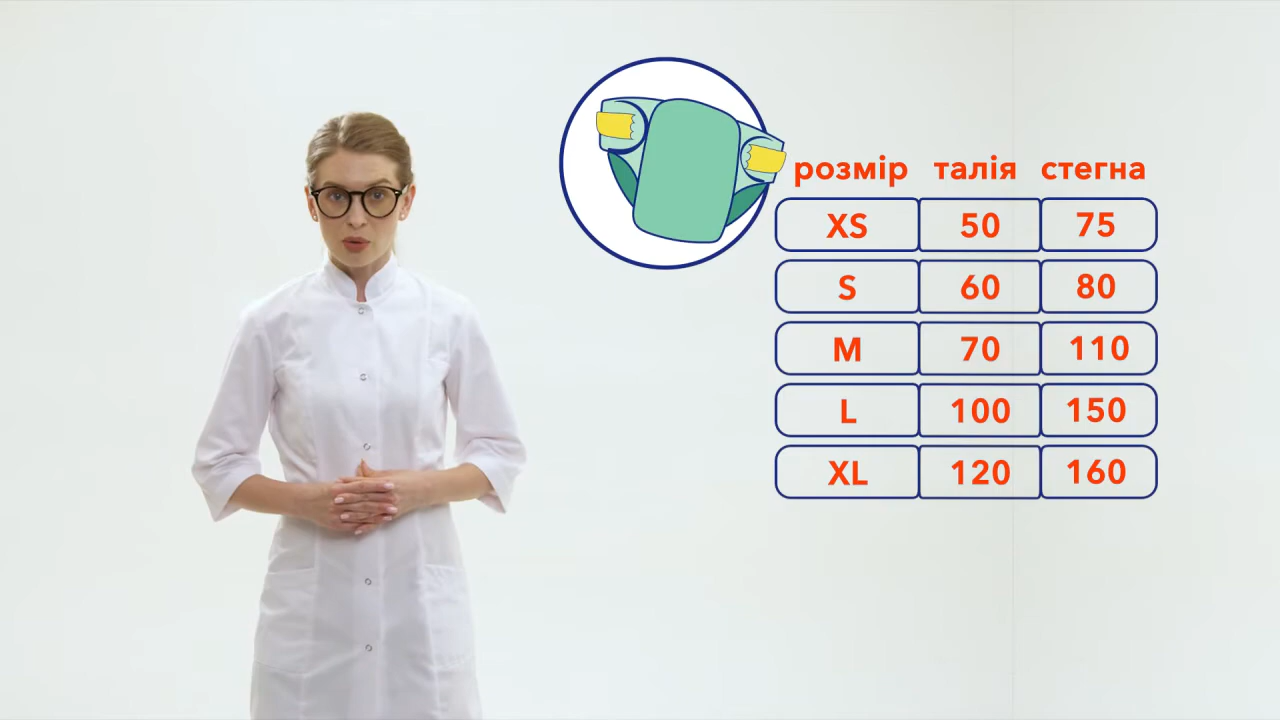 розмір талія стегна
XS 50 75
S 60 80
M 70 110
L 100 150
XL 120 160